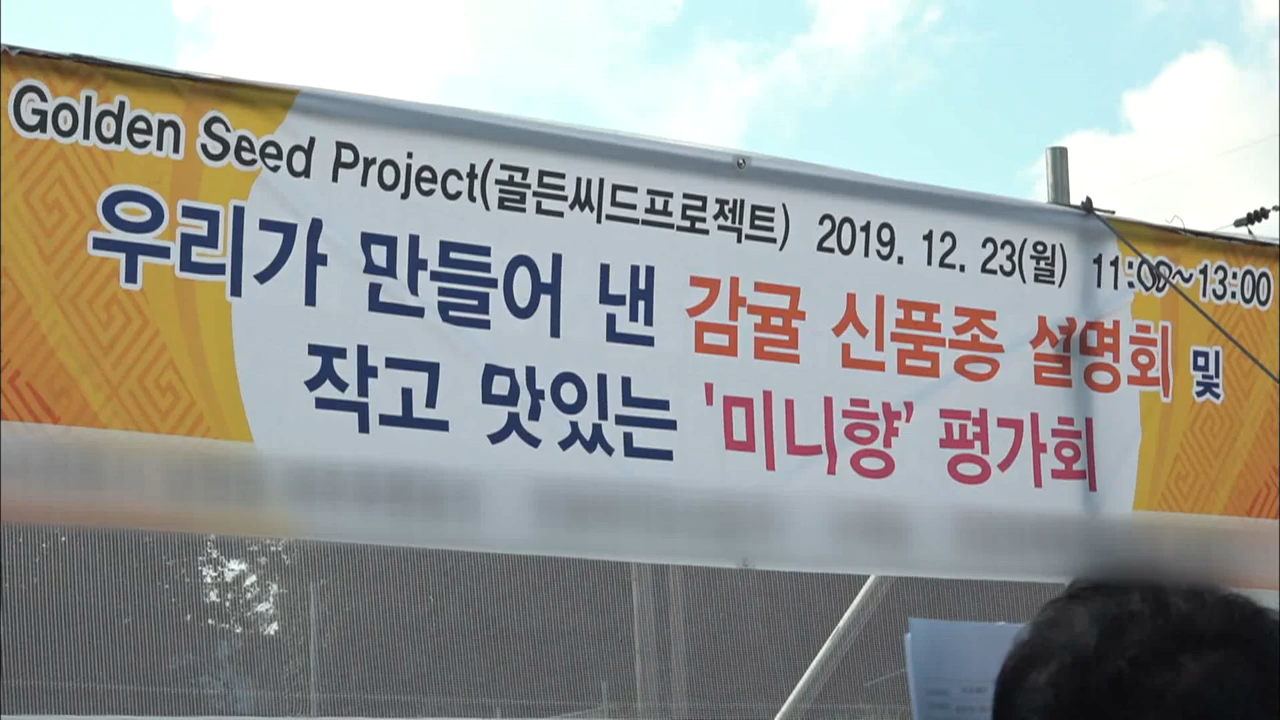 Golden Seed Project(골든씨드프로젝트) 2019. 12. 23(월) 11:00~13:00
우리가 만들어 낸 감귤 신품종 설명회 및
작고 맛있는 '미니향' 평가회